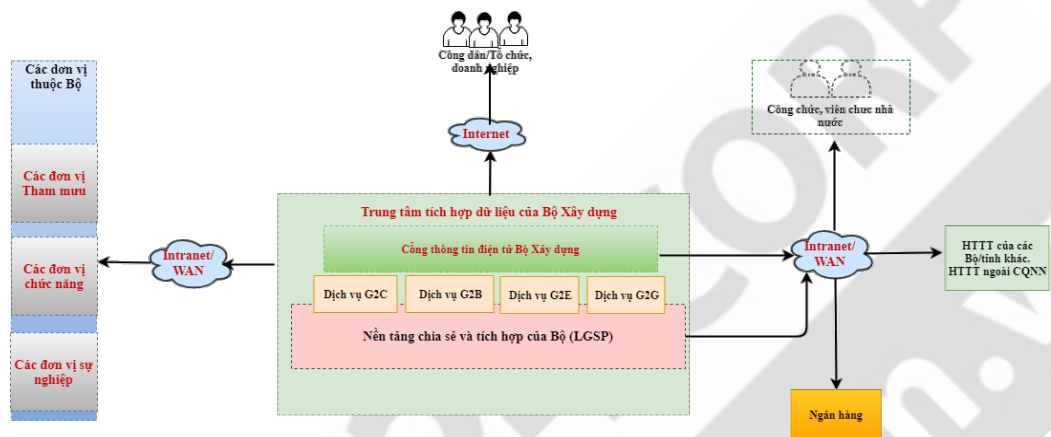 Công dân/Tổ chức,
doanh nghiệp
Các đơn vị
thuộc Bộ
Công chức, viên chưc nhà
nước
Internet
Các đơn vị
Tham mưu
Trung tâm tích hợp dữ liệu của Bộ Xây dựng
Cổng thông tin điện tử Bộ Xây dựng
Intranet/
WAN
Intranet/
WAN
HTTT của các
Bộ/tỉnh khác.
HTTT ngoài CQNN
Các đơn vị
chức năng
Dịch vụ G2C
Dịch vụ G2B
Dịch vụ G2E
Dịch vụ G2G
Nền tảng chia sẻ và tích hợp của Bộ (LGSP)
Các đơn vị sự
nghiệp
Ngân hàng